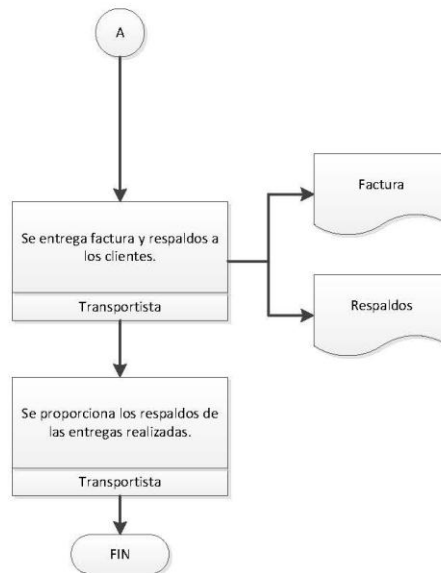 A
Factura
Se entrega factura y respaldos a
los clientes.
Transportista
Respaldos
Se proporciona los respaldos de
las entregas realizadas.
Transportista
FIN